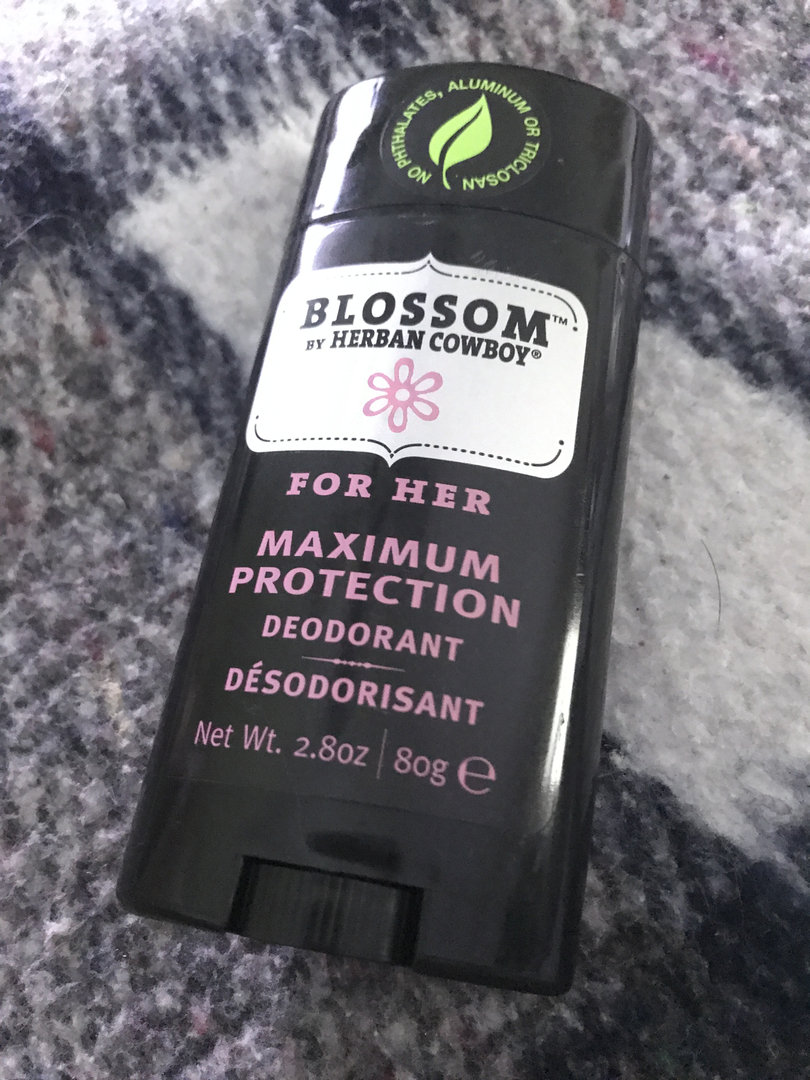 NO PHTHALATES, ALUMINUM OR TRICLOSAN
BLOSSOM™
BY HERBAN COWBOY®
FOR HER
MAXIMUM
PROTECTION
DEODORANT
DÉSODORISANT
Net Wt. 2.8oz | 80g ℮